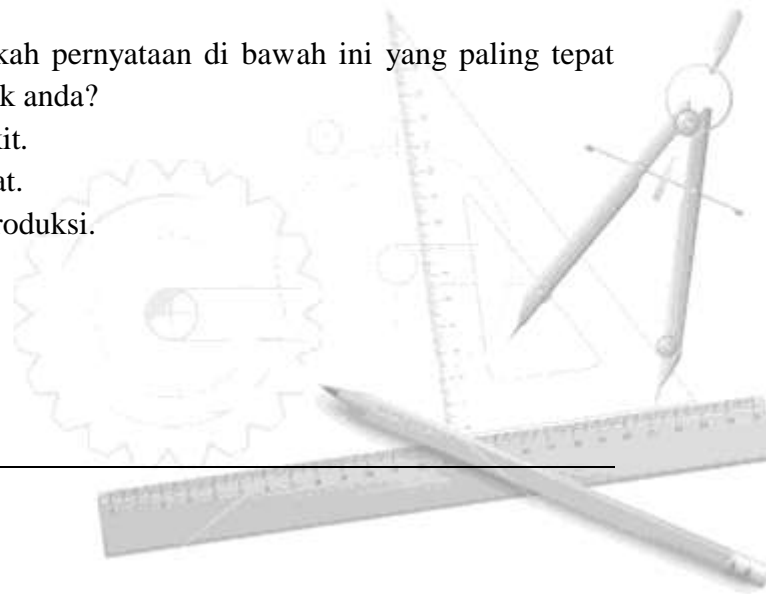 kah pernyataan di bawah ini yang paling tepat
k anda?
kit.
at.
roduksi.